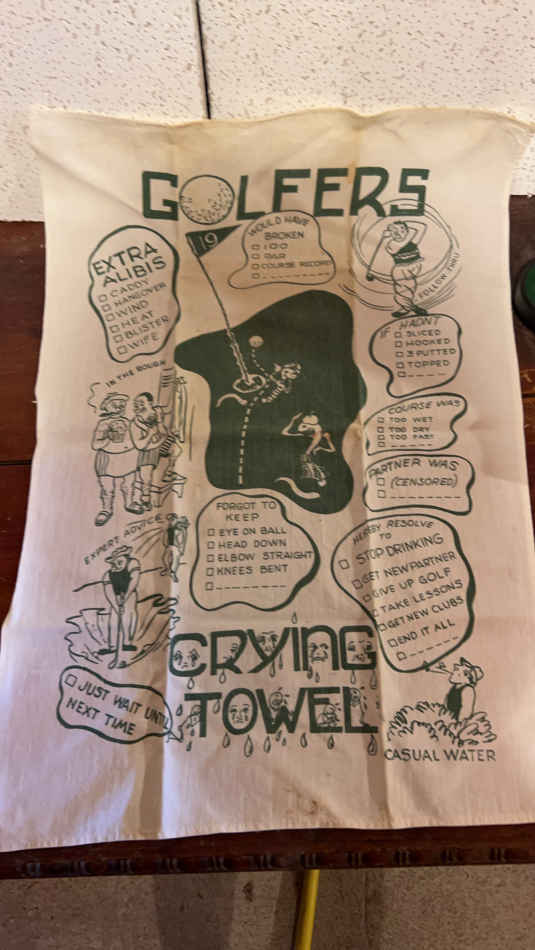 GOLFERS
19
WOULD HAVE
BROKEN
100
PAR
COURSE RECORD
EXTRA
ALIBIS
CADDY
HANGOVER
WIND
HEAT
BLISTER
WIFE
FOLLOW THRU
IF HADN'T
SLICED
HOOKED
3 PUTTED
TOPPED
IN THE ROUGH
COURSE WAS
TOO WET
TOO DRY
TOO FAST
PARTNER WAS
(CENSORED)
FORGOT TO
KEEP
EYE ON BALL
HEAD DOWN
ELBOW STRAIGHT
KNEES BENT
EXPERT ADVICE
HEREBY RESOLVE
TO
STOP DRINKING
GET NEW PARTNER
GIVE UP GOLF
TAKE LESSONS
GET NEW CLUBS
END IT ALL
CRYING
TOWEL
JUST WAIT UNTIL
NEXT TIME
CASUAL WATER